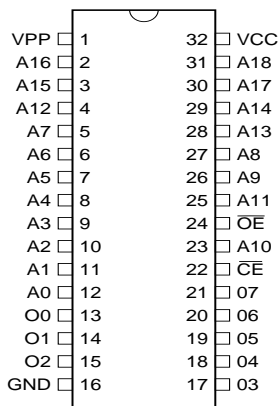 VPP 1 32 VCC
A16 2 31 A18
A15 3 30 A17
A12 4 29 A14
A7 5 28 A13
A6 6 27 A8
A5 7 26 A9
A4 8 25 A11
A3 9 24 O̅E̅
A2 10 23 A10
A1 11 22 C̅E̅
A0 12 21 07
O0 13 20 06
O1 14 19 05
O2 15 18 04
GND 16 17 03